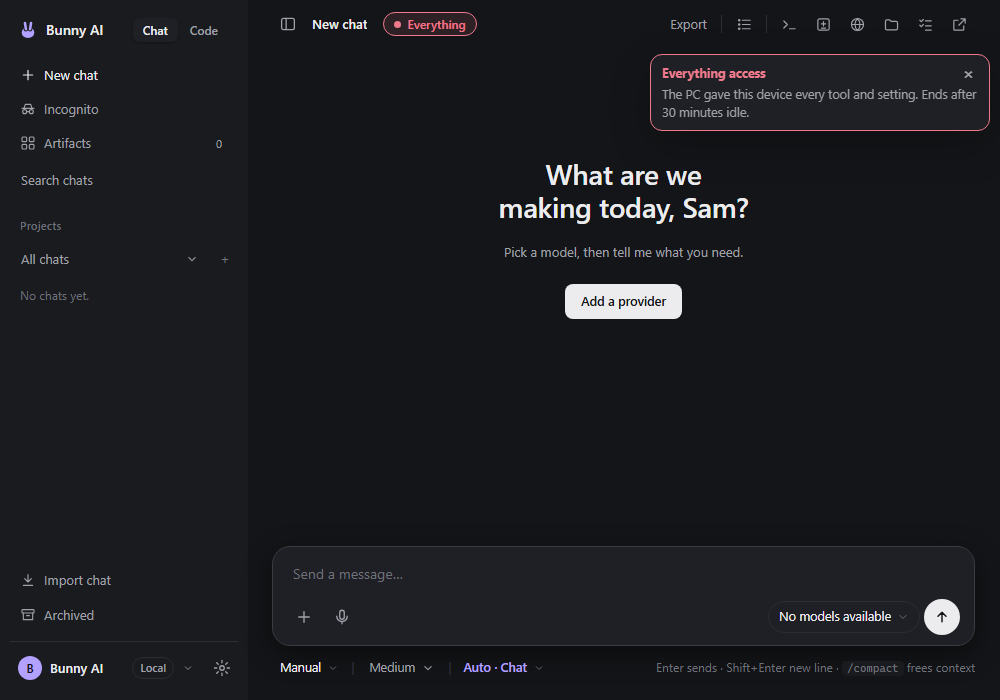 Bunny AI
Chat
Code
New chat
Incognito
Artifacts
0
Search chats
Projects
All chats
No chats yet.
Import chat
Archived
B
Bunny AI
Local
New chat
Everything
Export
Everything access
The PC gave this device every tool and setting. Ends after
30 minutes idle.
What are we
making today, Sam?
Pick a model, then tell me what you need.
Add a provider
Send a message...
No models available
Manual
Medium
Auto · Chat
Enter sends · Shift+Enter new line · /compact frees context